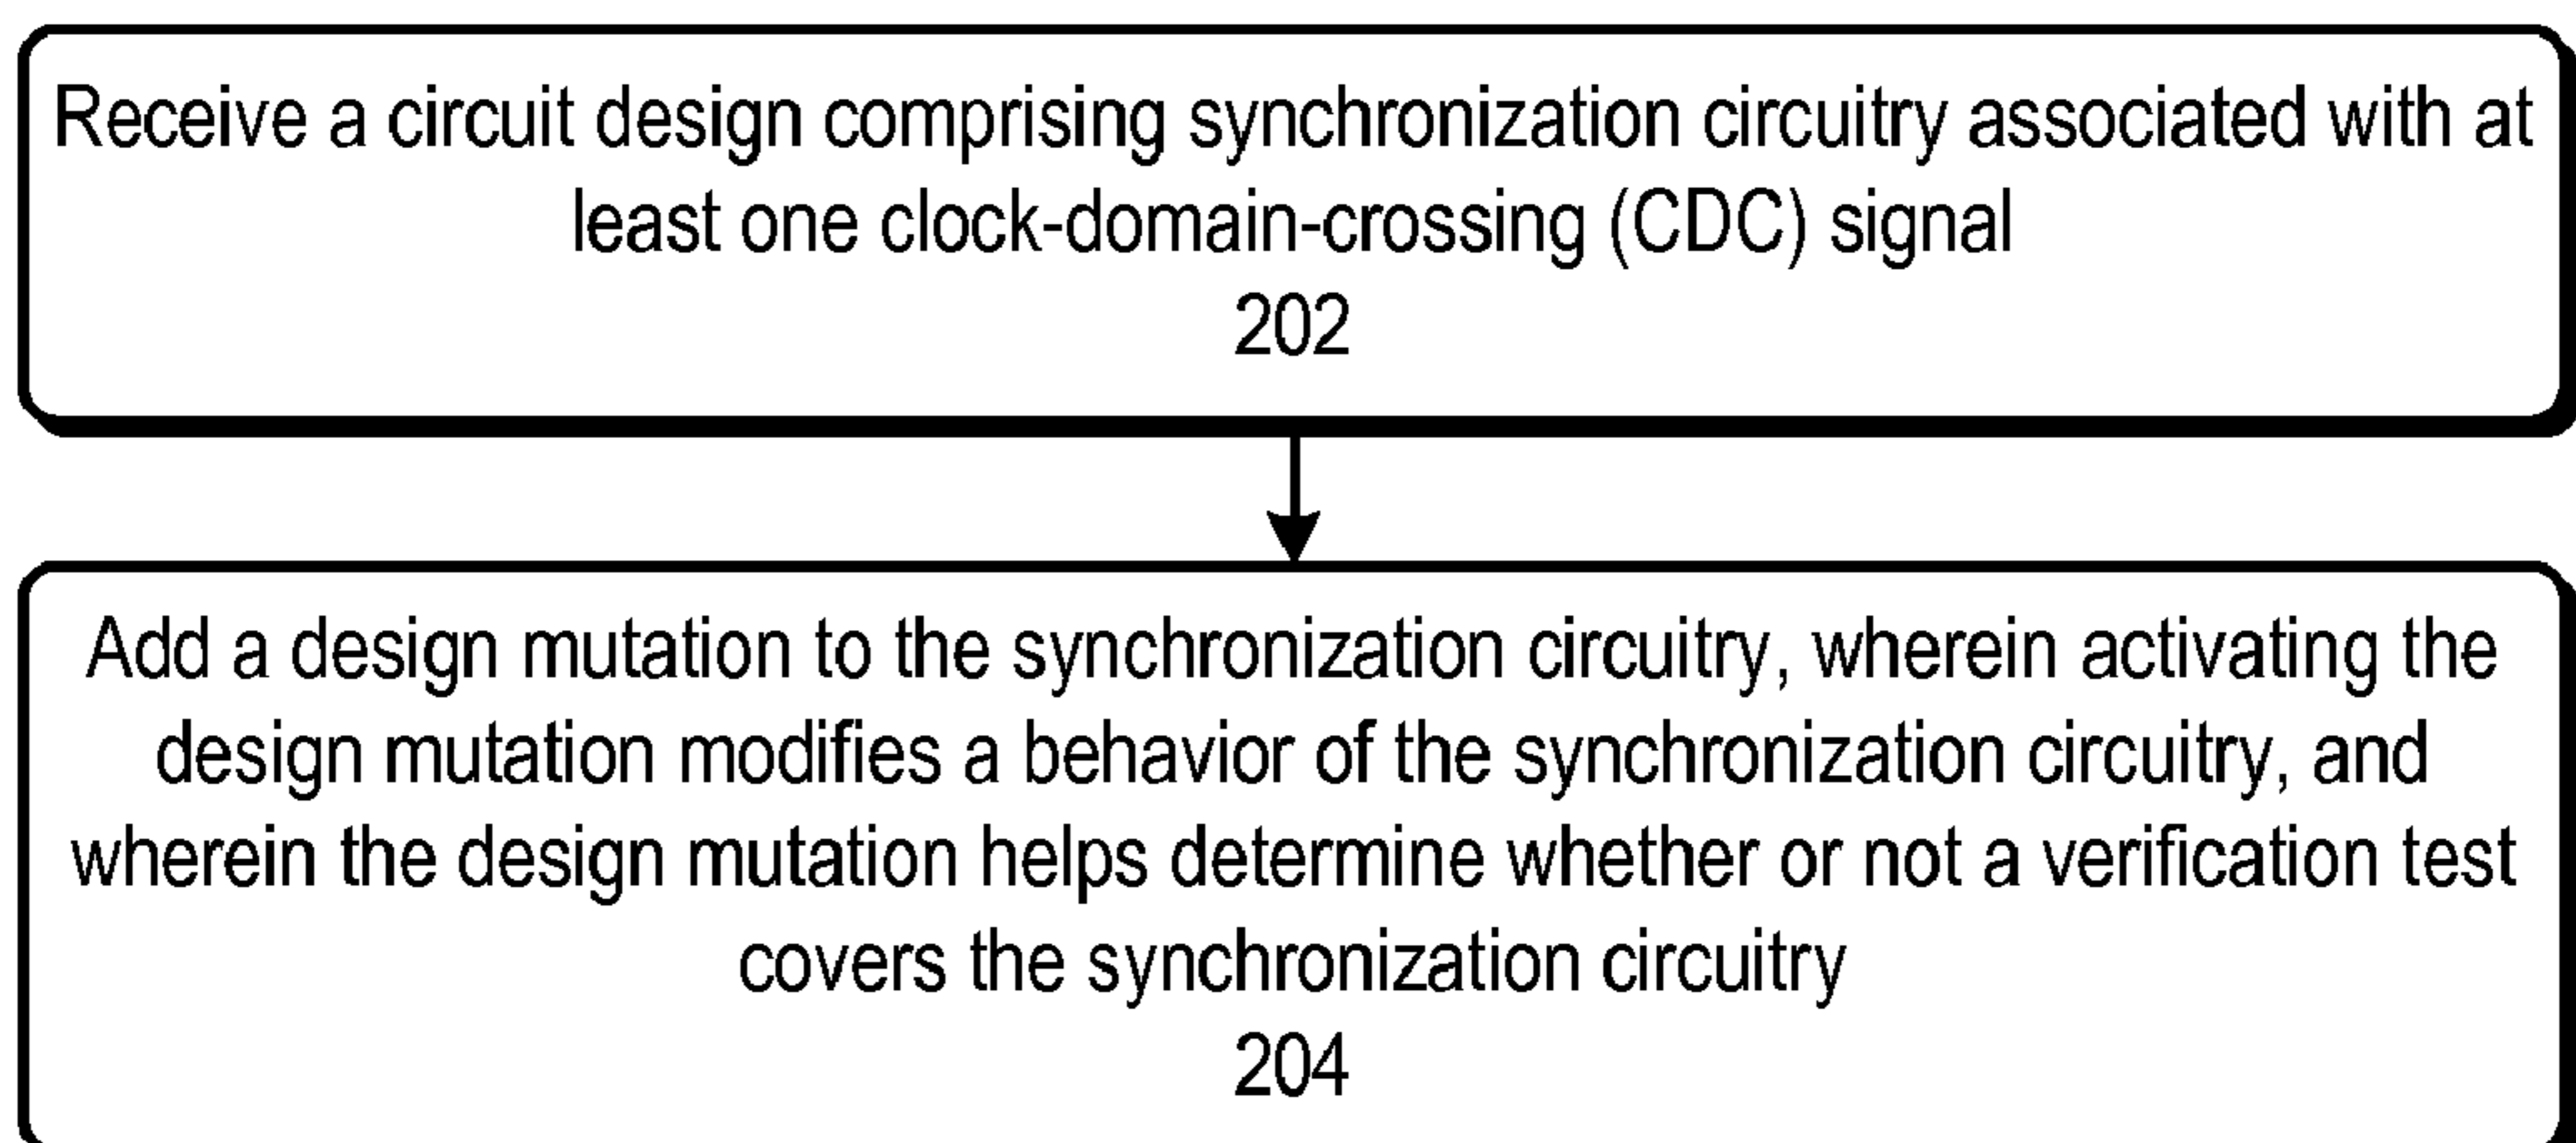 Receive a circuit design comprising synchronization circuitry associated with at
least one clock-domain-crossing (CDC) signal
202
Add a design mutation to the synchronization circuitry, wherein activating the
design mutation modifies a behavior of the synchronization circuitry, and
wherein the design mutation helps determine whether or not a verification test
covers the synchronization circuitry
204